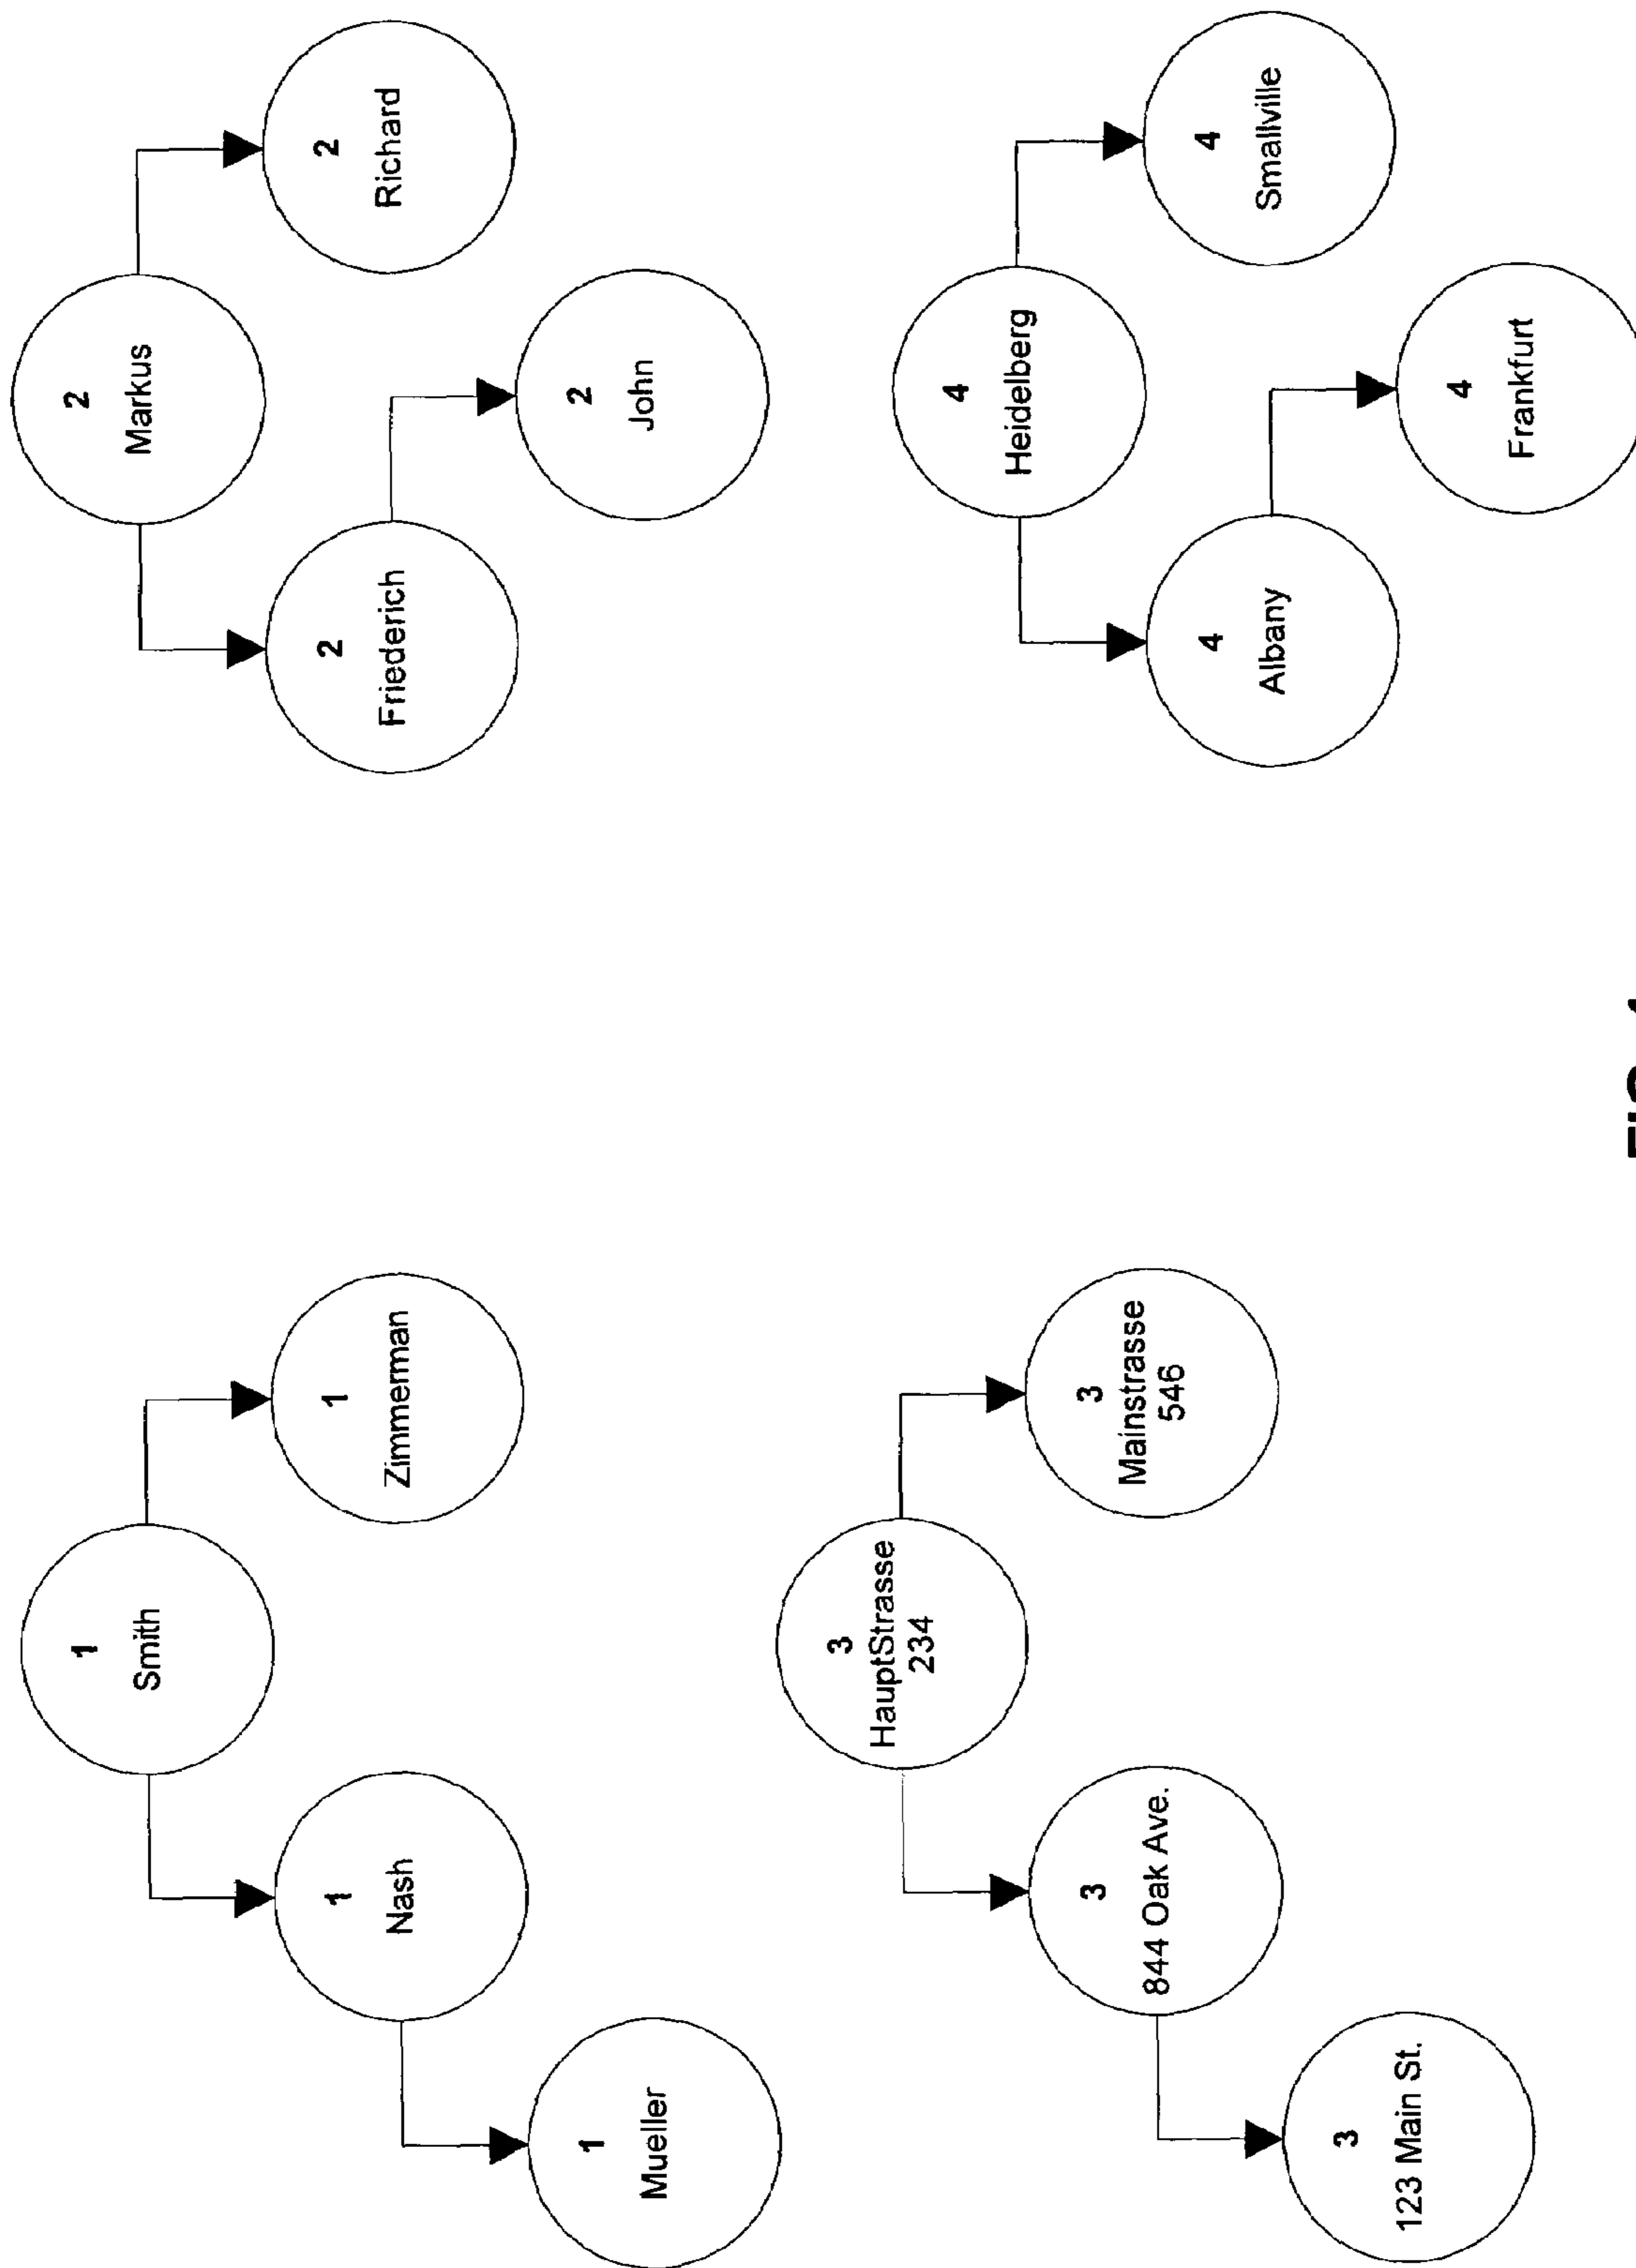 1
Smith
1
Nash
1
Zimmerman
1
Mueller
2
Markus
2
Friederich
2
Richard
2
John
3
HauptStrasse
234
3
844 Oak Ave.
3
Mainstrasse
546
3
123 Main St.
4
Heidelberg
4
Albany
4
Smallville
4
Frankfurt